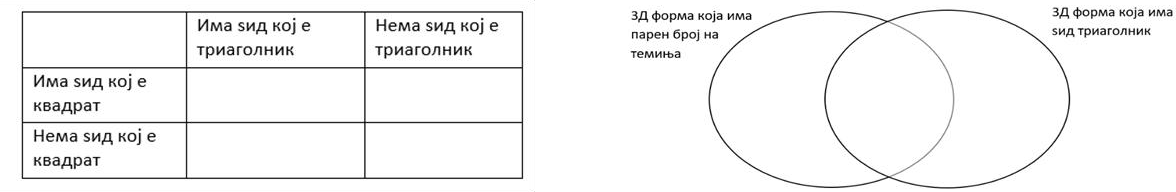 Има ѕид кој е
триаголник
Нема ѕид кој е
триаголник
Има ѕид кој е
квадрат
Нема ѕид кој е
квадрат
3Д форма која има
парен број на
темиња
3Д форма која има
ѕид триаголник